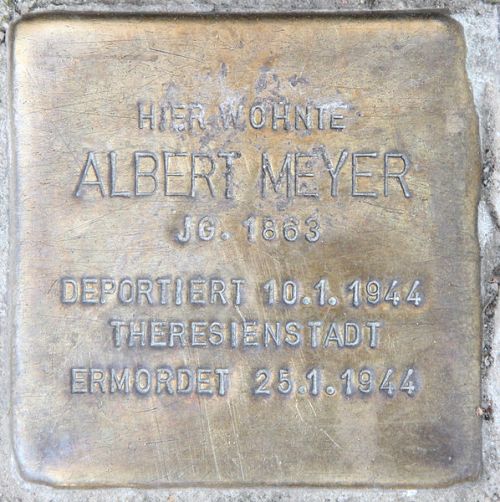 HIER WOHNTE
ALBERT MEYER
JG. 1863
DEPORTIERT 10.1.1944
THERESIENSTADT
ERMORDET 25.1.1944